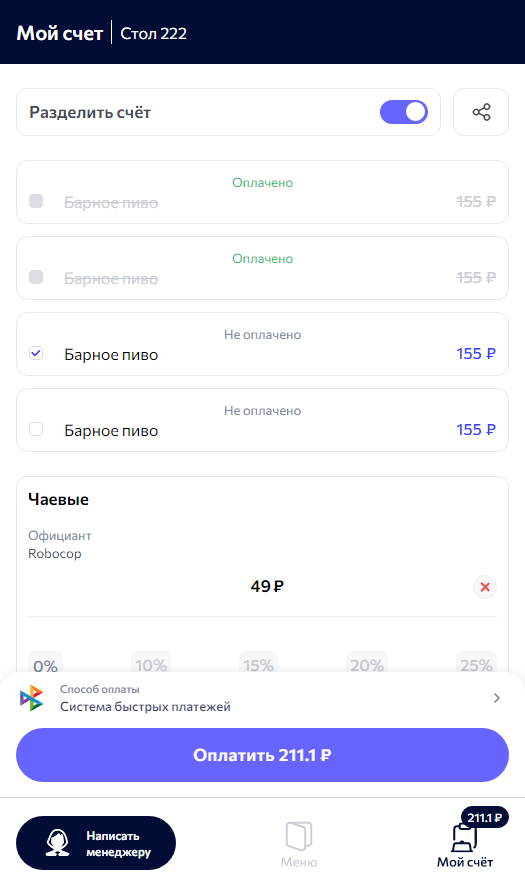 Мой счет
Стол 222
Разделить счёт
Оплачено
Барное пиво
155 ₽
Оплачено
Барное пиво
155 ₽
Не оплачено
Барное пиво
155 ₽
Не оплачено
Барное пиво
155 ₽
Чаевые
Официант
Robocop
49 ₽
0% 10% 15% 20% 25%
Способ оплаты
Система быстрых платежей
Оплатить 211.1 ₽
Написать
менеджеру
Меню
211.1 ₽
Мой счёт